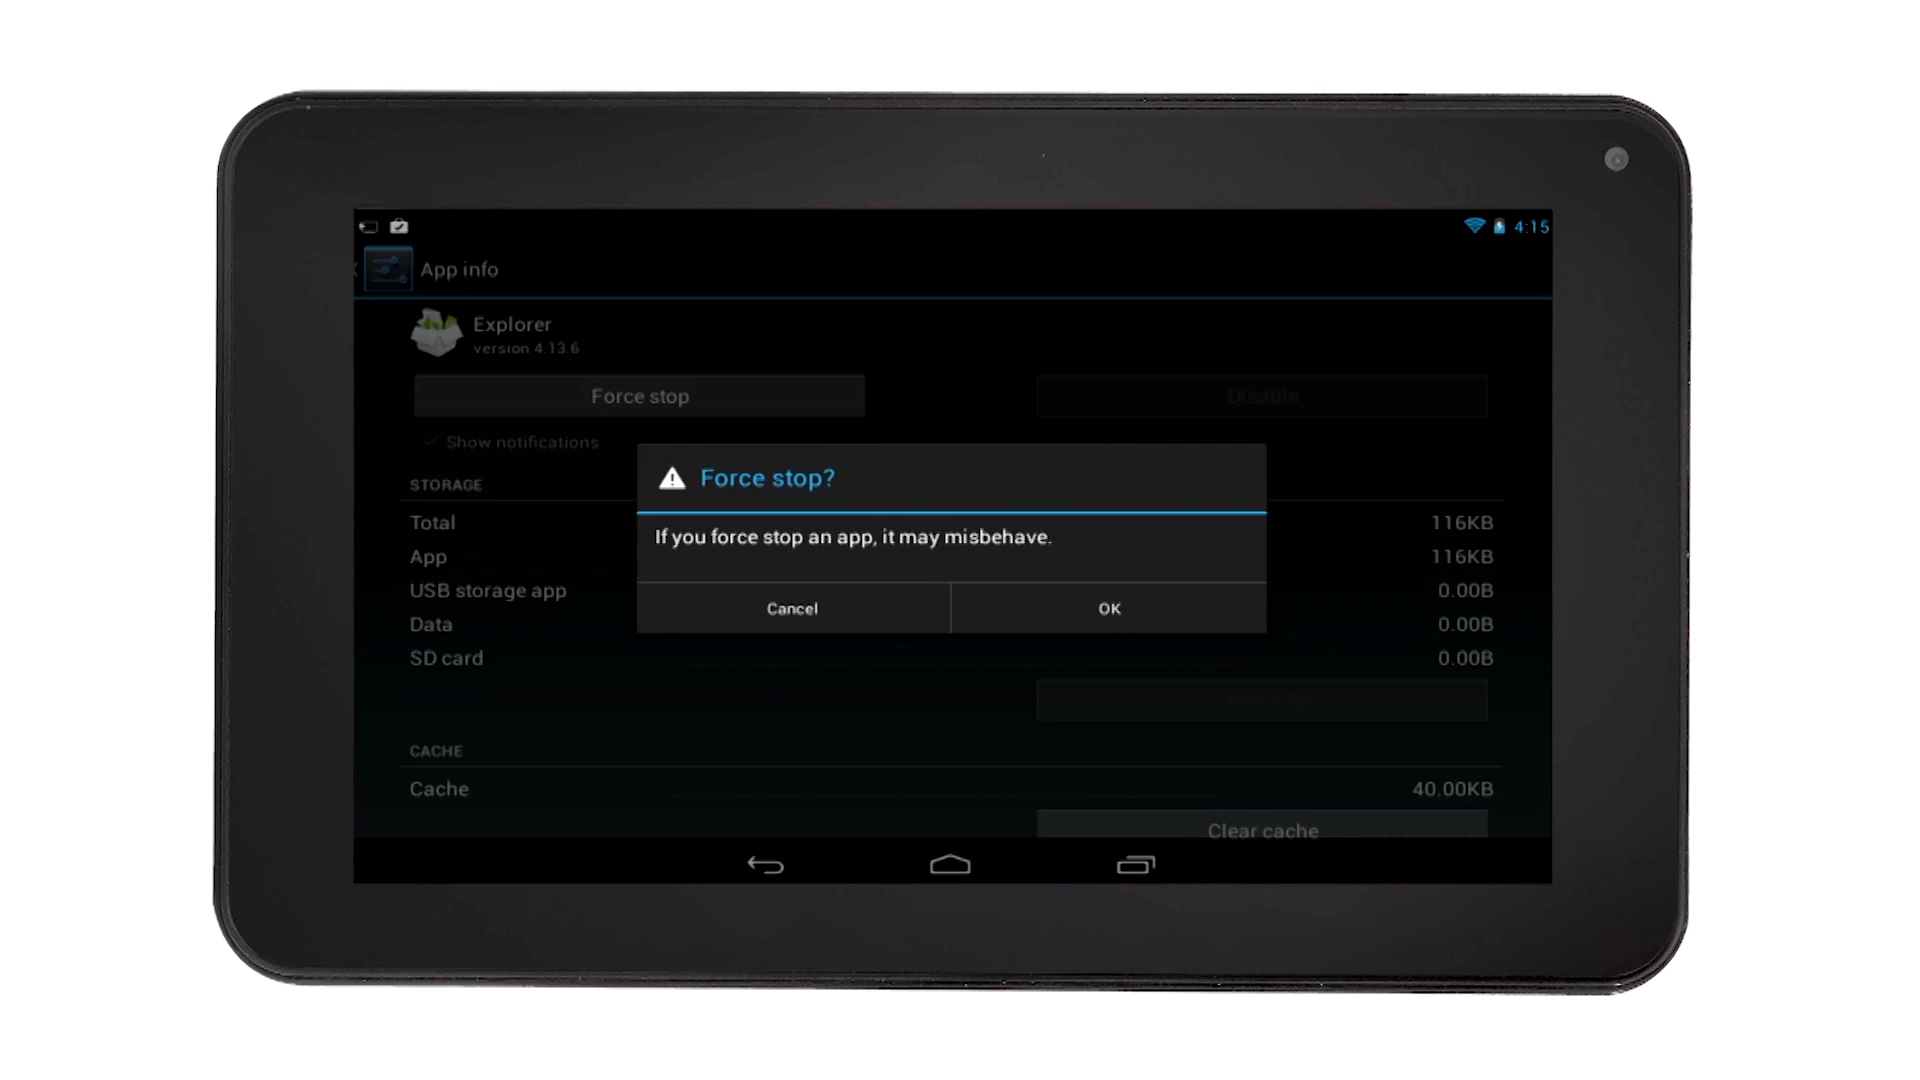 4:15
App info
Explorer
version 4.13.6
Force stop
Disable
Show notifications
STORAGE
Force stop?
If you force stop an app, it may misbehave.
Cancel
OK
Total
116KB
App
116KB
USB storage app
0.00B
Data
0.00B
SD card
0.00B
CACHE
Cache
40.00KB
Clear cache